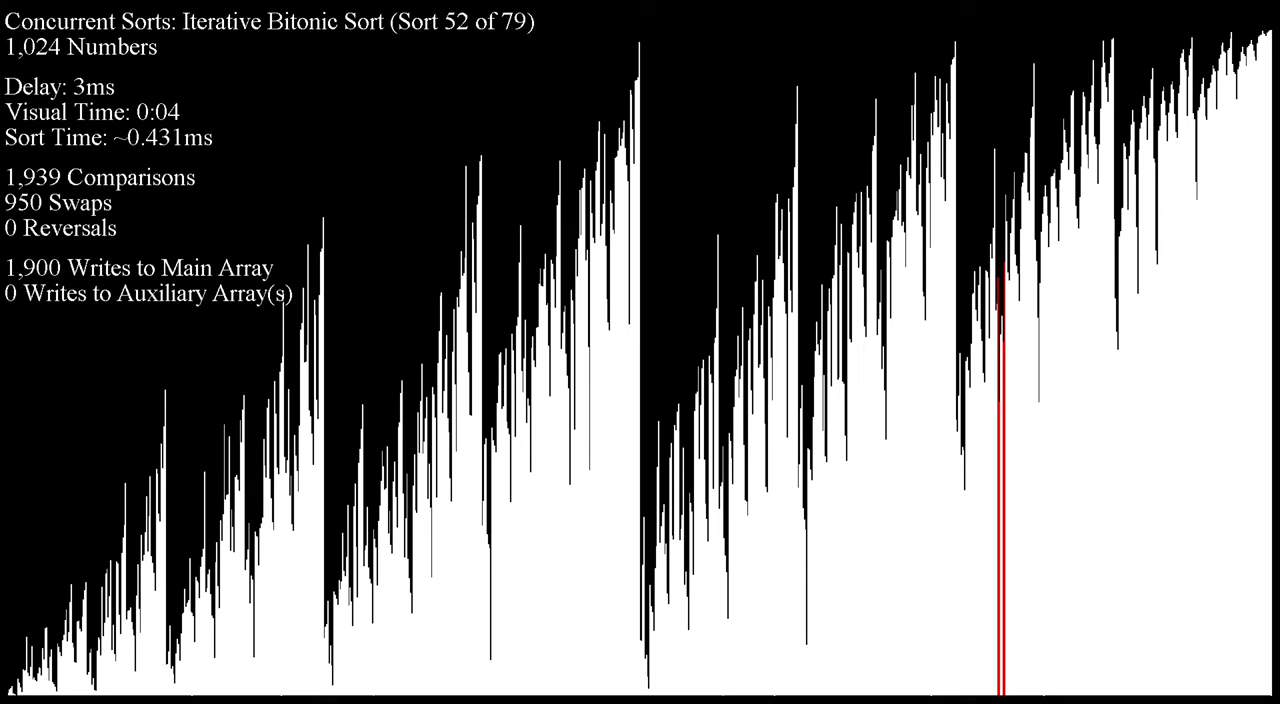 Concurrent Sorts: Iterative Bitonic Sort (Sort 52 of 79)
1,024 Numbers
Delay: 3ms
Visual Time: 0:04
Sort Time: ~0.431ms
1,939 Comparisons
950 Swaps
0 Reversals
1,900 Writes to Main Array
0 Writes to Auxiliary Array(s)